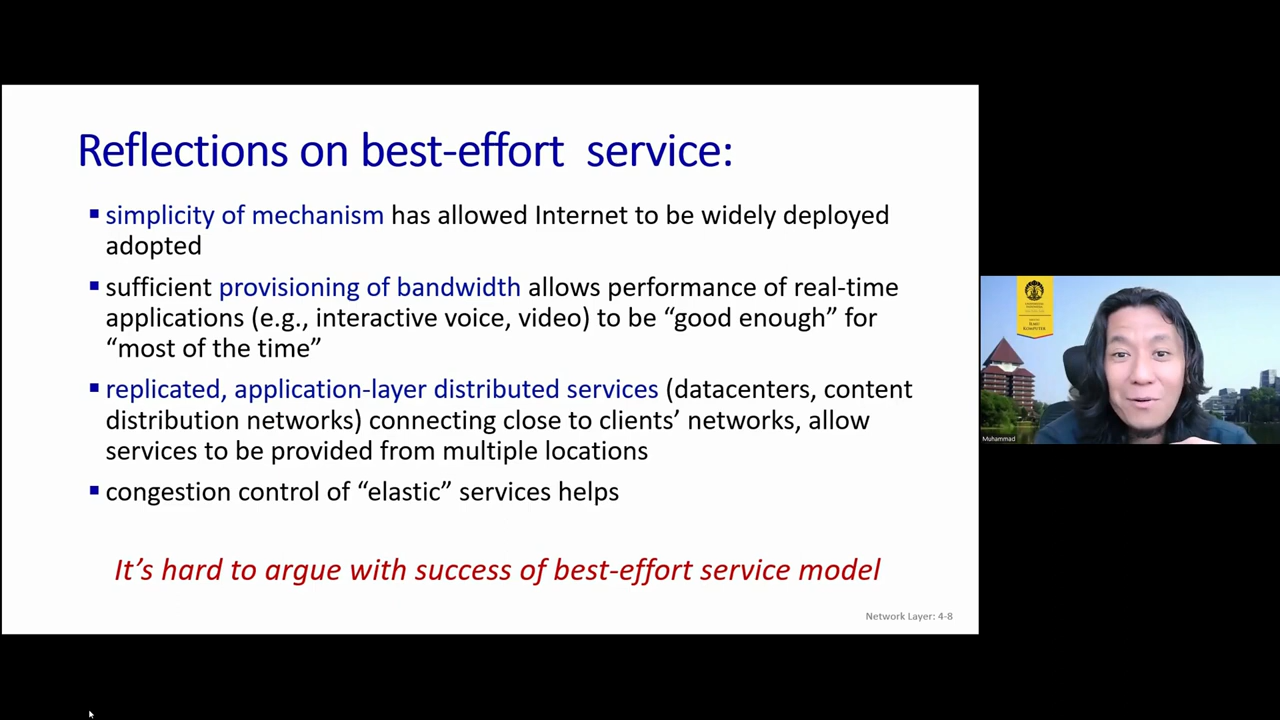 Reflections on best-effort  service:
▪ simplicity of mechanism has allowed Internet to be widely deployed
adopted
▪ sufficient provisioning of bandwidth allows performance of real-time
applications (e.g., interactive voice, video) to be “good enough” for
“most of the time”
▪ replicated, application-layer distributed services (datacenters, content
distribution networks) connecting close to clients’ networks, allow
services to be provided from multiple locations
▪ congestion control of “elastic” services helps
It’s hard to argue with success of best-effort service model
Network Layer: 4-8
ILMU
KOMPUTER
Muhammad